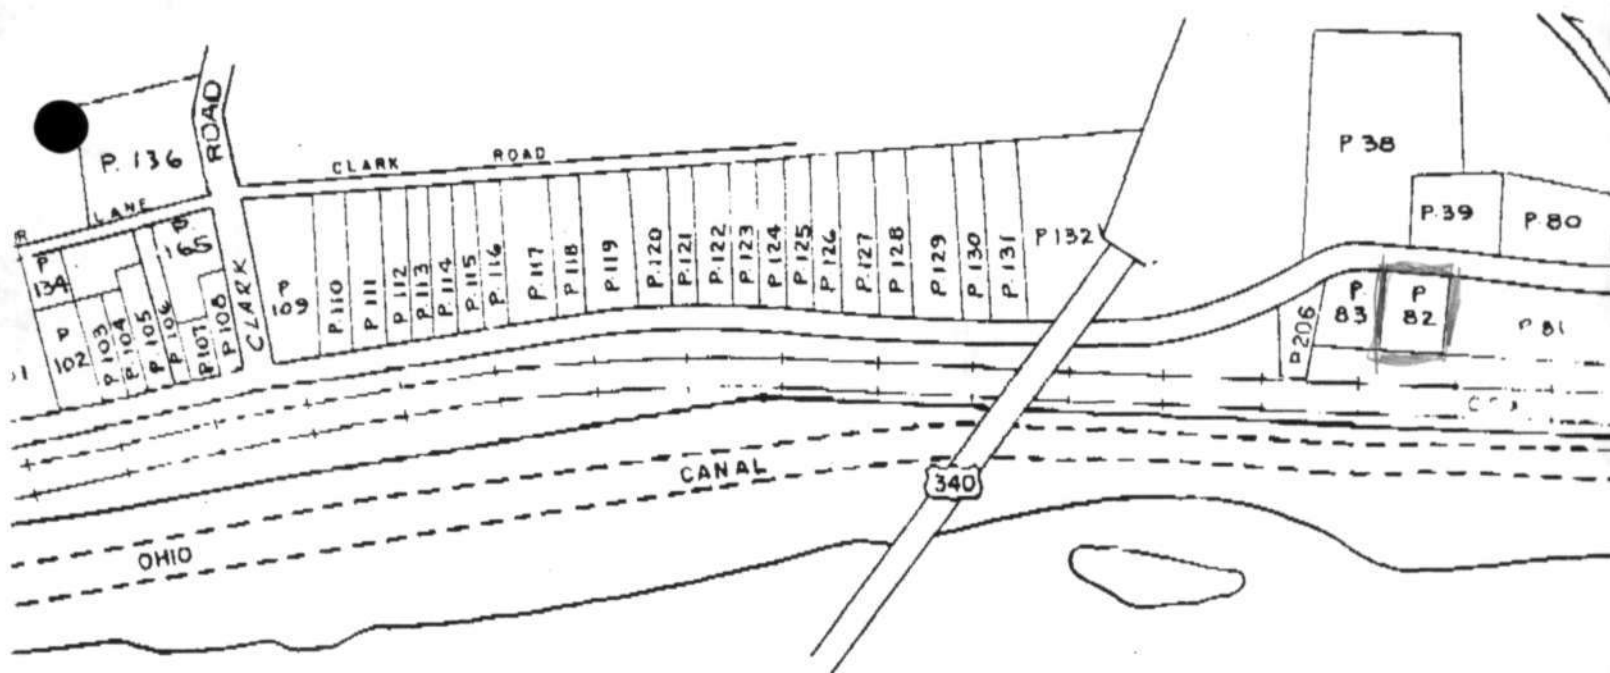 P. 136
ROAD
CLARK ROAD
LANE
P. 165
P 134
P 102
P 103
P 104
P. 105
P 106
P 107
P 108
CLARK
P 109
P. 110
P. 111
P. 112
P. 113
P. 114
P. 115
P. 116
P. 117
P. 118
P. 119
P. 120
P. 121
P. 122
P. 123
P. 124
P. 125
P. 126
P. 127
P. 128
P. 129
P. 130
P. 131
P 132
P 38
P. 39
P. 80
P 206
P. 83
P 82
P 81
CANAL
340
OHIO